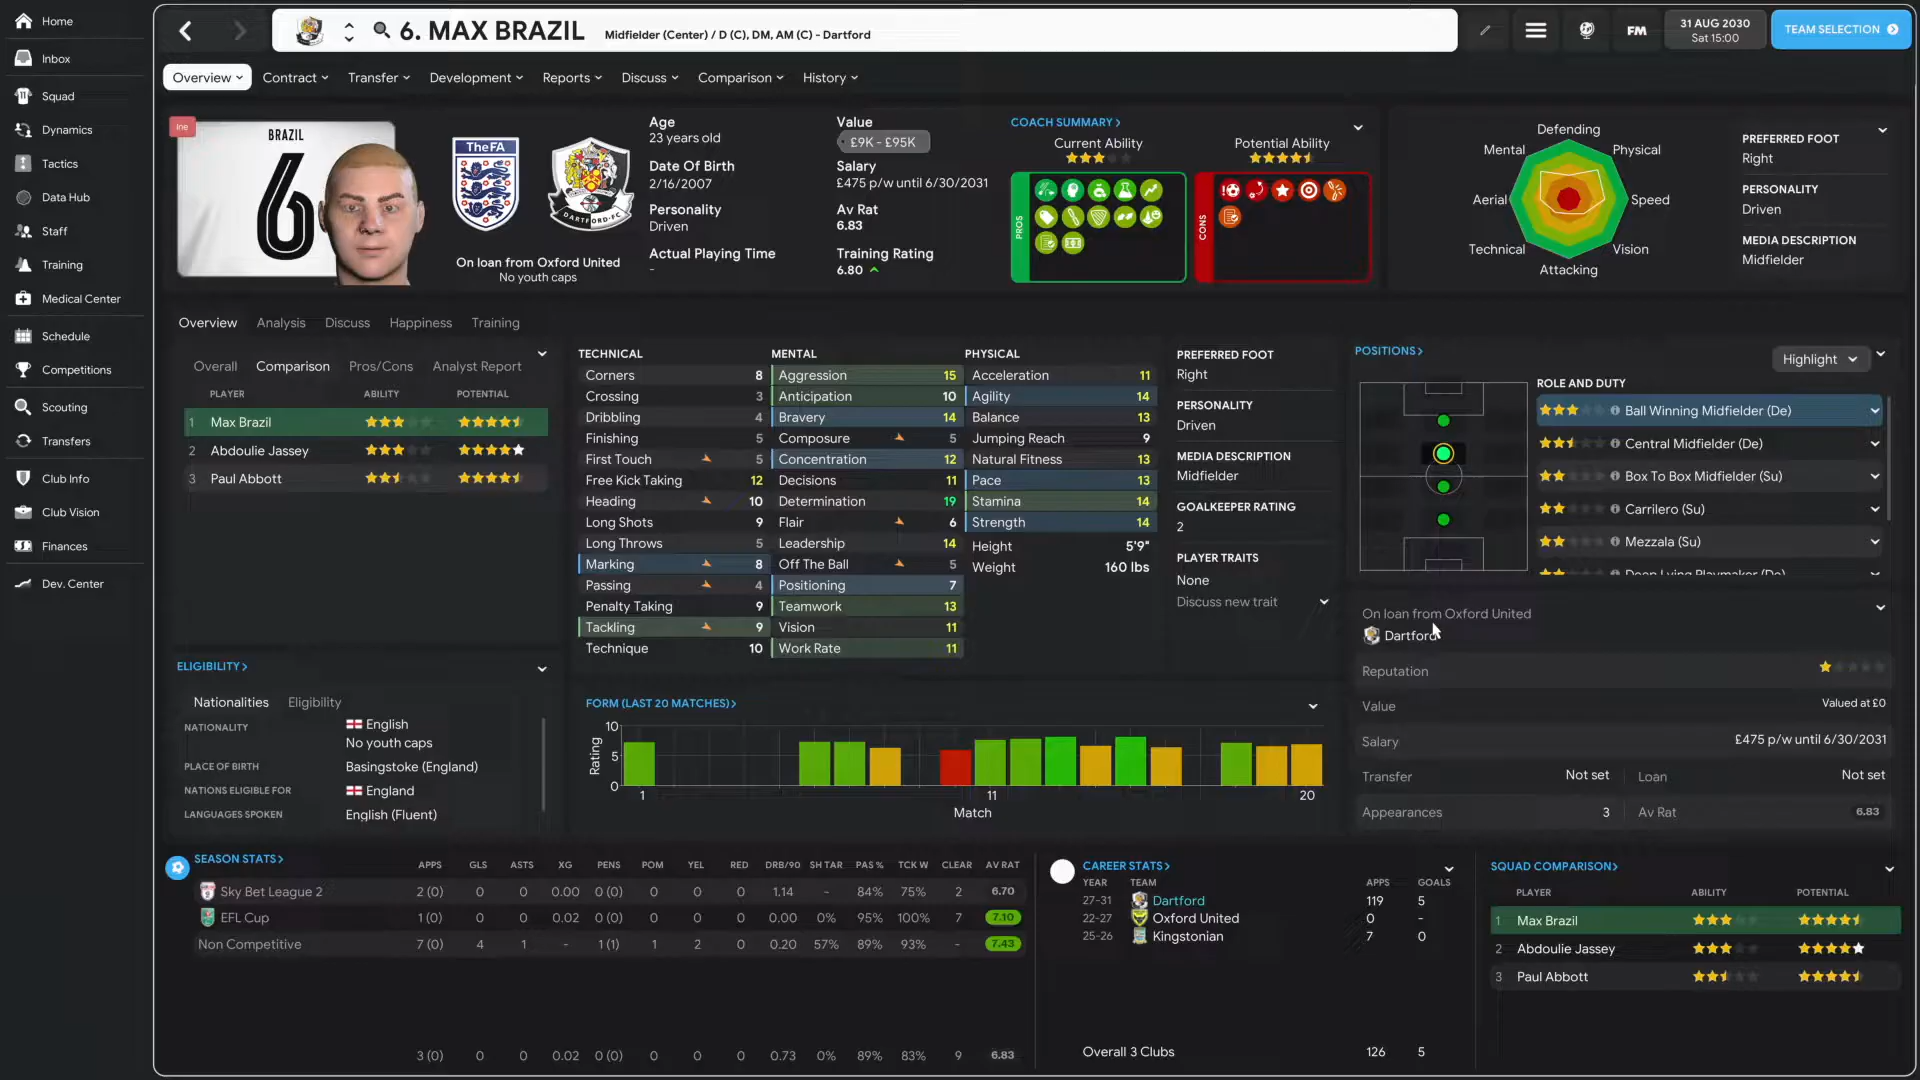 Home
Inbox
Squad
Dynamics
Tactics
Data Hub
Staff
Training
Medical Center
Schedule
Competitions
Scouting
Transfers
Club Info
Club Vision
Finances
Dev. Center
6. MAX BRAZIL Midfielder (Center) / D (C), DM, AM (C) - Dartford
FM
31 AUG 2030
Sat 15:00
TEAM SELECTION
Overview Contract Transfer Development Reports Discuss Comparison History
Ine
BRAZIL
6
The FA
DARTFORD FC
On loan from Oxford United
No youth caps
Age
23 years old
Date Of Birth
2/16/2007
Personality
Driven
Actual Playing Time
-
Value
£9K - £95K
Salary
£475 p/w until 6/30/2031
Av Rat
6.83
Training Rating
6.80
COACH SUMMARY>
Current Ability
Potential Ability
PROS
CONS
Defending
Physical
Speed
Vision
Attacking
Technical
Aerial
Mental
PREFERRED FOOT
Right
PERSONALITY
Driven
MEDIA DESCRIPTION
Midfielder
Overview Analysis Discuss Happiness Training
Overall Comparison Pros/Cons Analyst Report
PLAYER ABILITY POTENTIAL
1 Max Brazil
2 Abdoulie Jassey
3 Paul Abbott
ELIGIBILITY>
Nationalities Eligibility
NATIONALITY English
No youth caps
PLACE OF BIRTH Basingstoke (England)
NATIONS ELIGIBLE FOR England
LANGUAGES SPOKEN English (Fluent)
TECHNICAL
Corners 8
Crossing 3
Dribbling 4
Finishing 5
First Touch 5
Free Kick Taking 12
Heading 10
Long Shots 9
Long Throws 5
Marking 8
Passing 4
Penalty Taking 9
Tackling 9
Technique 10
MENTAL
Aggression 15
Anticipation 10
Bravery 14
Composure 5
Concentration 12
Decisions 11
Determination 19
Flair 6
Leadership 14
Off The Ball 5
Positioning 7
Teamwork 13
Vision 11
Work Rate 11
PHYSICAL
Acceleration 11
Agility 14
Balance 13
Jumping Reach 9
Natural Fitness 13
Pace 13
Stamina 14
Strength 14
Height 5'9"
Weight 160 lbs
PREFERRED FOOT
Right
PERSONALITY
Driven
MEDIA DESCRIPTION
Midfielder
GOALKEEPER RATING
2
PLAYER TRAITS
None
Discuss new trait
POSITIONS>
Highlight
ROLE AND DUTY
Ball Winning Midfielder (De)
Central Midfielder (De)
Box To Box Midfielder (Su)
Carrilero (Su)
Mezzala (Su)
Deep Lying Playmaker (De)
On loan from Oxford United
Dartford
Reputation
Value Valued at £0
Salary £475 p/w until 6/30/2031
Transfer Not set Loan Not set
Appearances 3 Av Rat 6.83
FORM (LAST 20 MATCHES)>
Rating
10
5
0
1 11 20
Match
SEASON STATS>
APPS GLS ASTS XG PENS POM YEL RED DRB/90 SH TAR PAS % TCK W CLEAR AV RAT
Sky Bet League 2 2 (0) 0 0 0.00 0 (0) 0 0 0 1.14 - 84% 75% 2 6.70
EFL Cup 1 (0) 0 0 0.02 0 (0) 0 0 0 0.00 0% 95% 100% 7 7.10
Non Competitive 7 (0) 4 1 - 1 (1) 1 2 0 0.20 57% 89% 93% - 7.43
3 (0) 0 0 0.02 0 (0) 0 0 0 0.73 0% 89% 83% 9 6.83
CAREER STATS>
YEAR TEAM APPS GOALS
27-31 Dartford 119 5
22-27 Oxford United 0 -
25-26 Kingstonian 7 0
Overall 3 Clubs 126 5
SQUAD COMPARISON>
PLAYER ABILITY POTENTIAL
1 Max Brazil
2 Abdoulie Jassey
3 Paul Abbott